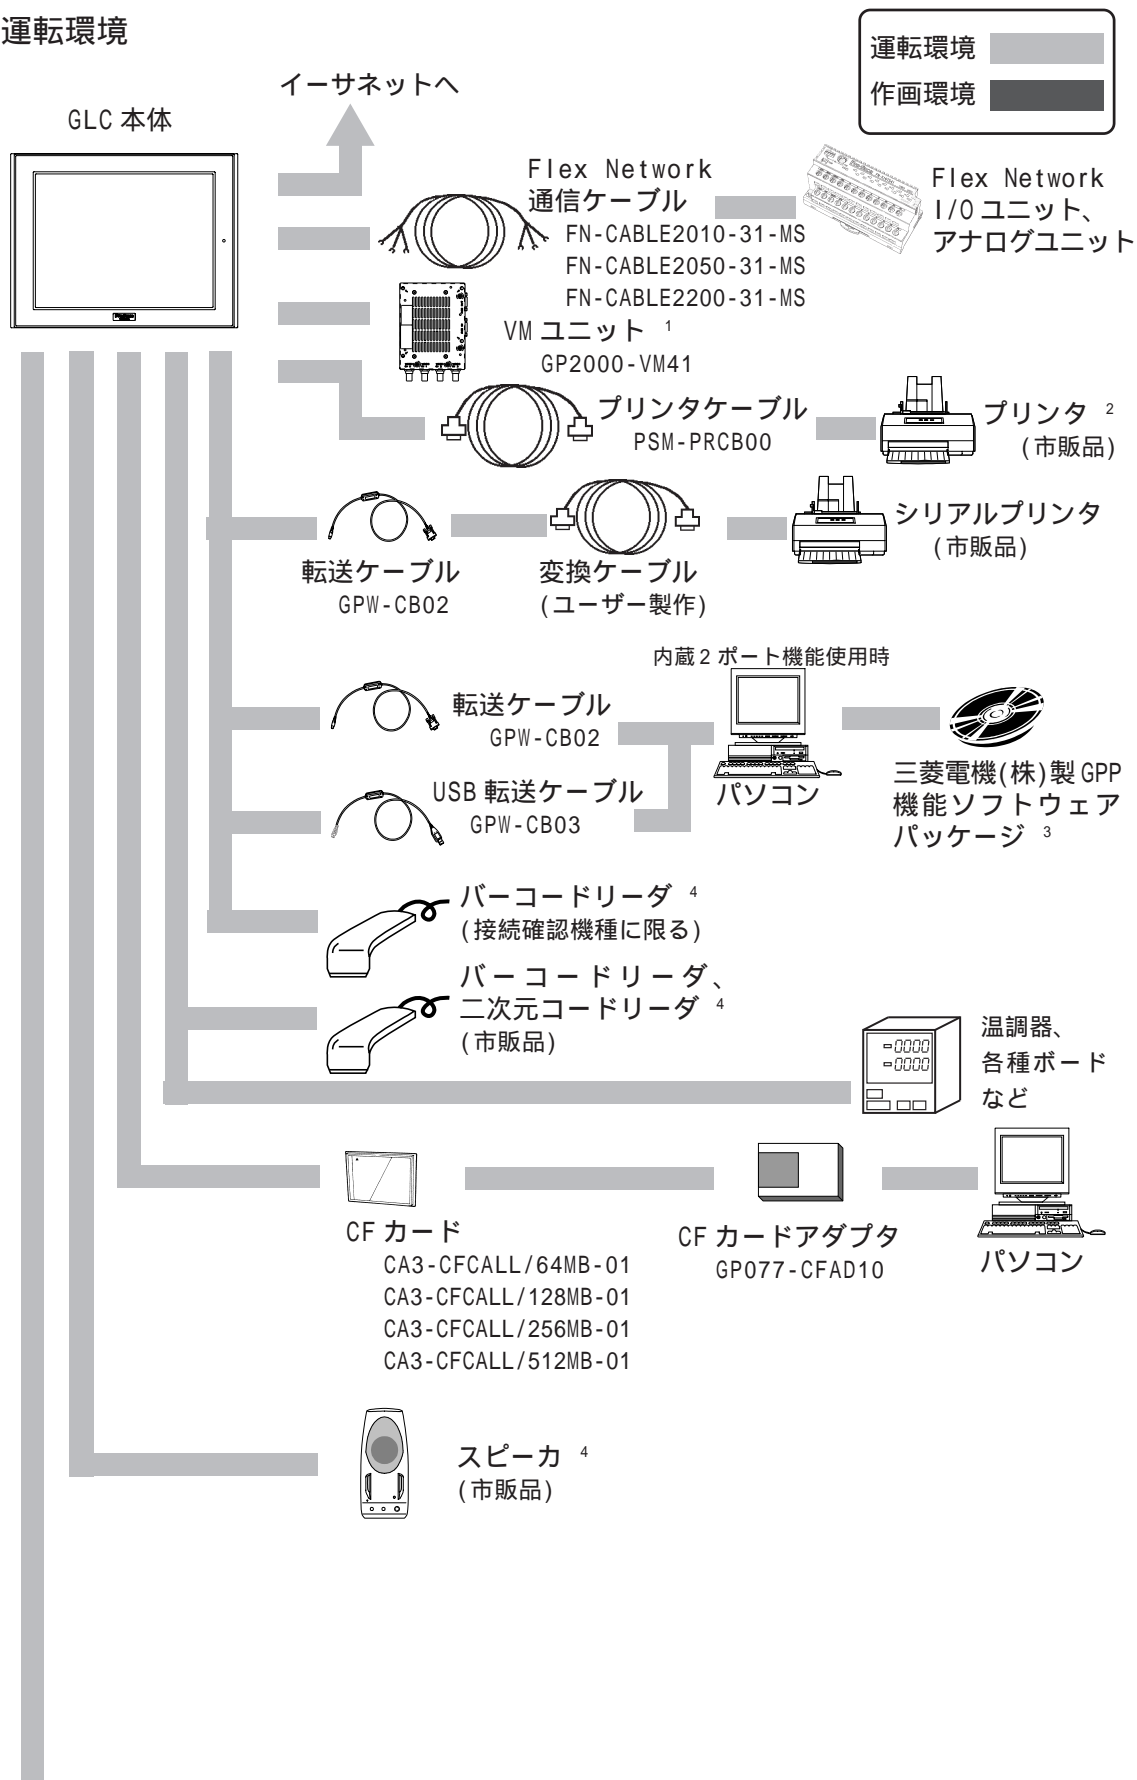 運転環境
運転環境
作画環境
イーサネットへ
GLC 本体
Flex Network
通信ケーブル
FN-CABLE2010-31-MS
FN-CABLE2050-31-MS
FN-CABLE2200-31-MS
Flex Network
I/O ユニット、
アナログユニット
VM ユニット 1
GP2000-VM41
プリンタケーブル
PSM-PRCB00
プリンタ 2
(市販品)
転送ケーブル
GPW-CB02
変換ケーブル
(ユーザー製作)
シリアルプリンタ
(市販品)
内蔵2ポート機能使用時
転送ケーブル
GPW-CB02
USB 転送ケーブル
GPW-CB03
パソコン
三菱電機(株)製 GPP
機能ソフトウェア
パッケージ 3
バーコードリーダ 4
(接続確認機種に限る)
バーコードリーダ、
二次元コードリーダ 4
(市販品)
温調器、
各種ボード
など
CF カード
CA3-CFCALL/64MB-01
CA3-CFCALL/128MB-01
CA3-CFCALL/256MB-01
CA3-CFCALL/512MB-01
CF カードアダプタ
GP077-CFAD10
パソコン
スピーカ 4
(市販品)